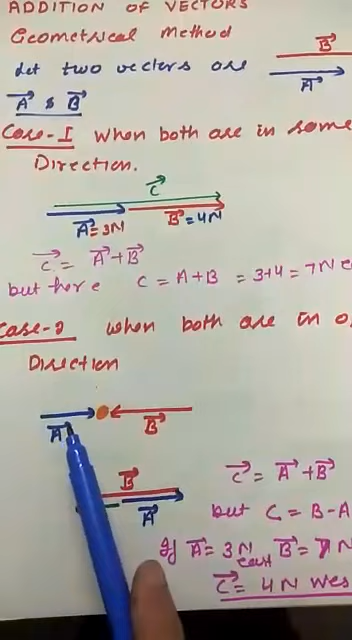 ADDITION OF VECTORS
Geometrical Method
B
Let two vectors are
A
A & B
Case-I when both are in same
Direction.
C
A=3N B=4N
C = A+B
but here C = A+B = 3+4 = 7N
Case-2 when both are in
Direction
A B
B
A
C = A+B
but C = B-A
If A = 3N East B = 7N
C = 4N Wes